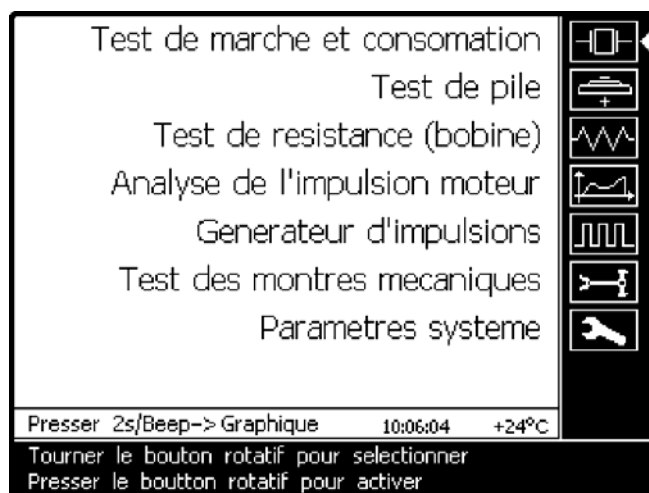 Test de marche et consomation
Test de pile
Test de resistance (bobine)
Analyse de l'impulsion moteur
Generateur d'impulsions
Test des montres mecaniques
Parametres systeme
Presser 2s/Beep-> Graphique 10:06:04 +24°C
Tourner le bouton rotatif pour selectionner
Presser le boutton rotatif pour activer